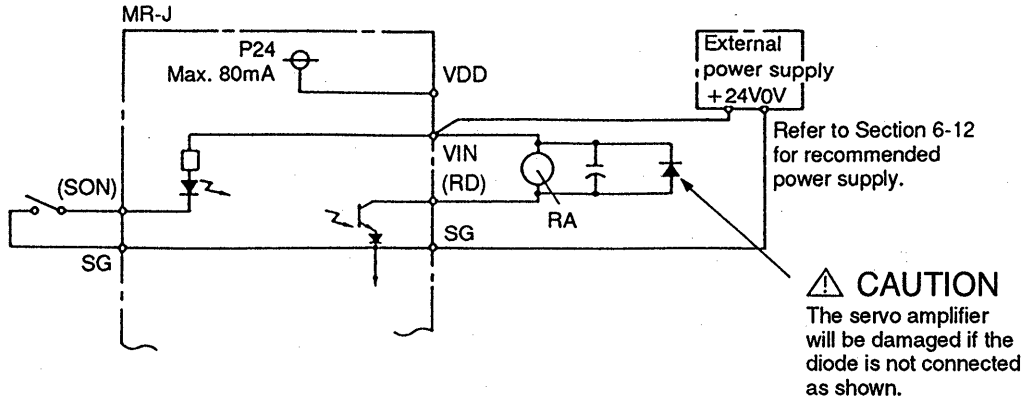 MR-J
P24
Max. 80mA
VDD
External
power supply
+24V0V
Refer to Section 6-12
for recommended
power supply.
VIN
(SON)
(RD)
RA
SG
SG
⚠ CAUTION
The servo amplifier
will be damaged if the
diode is not connected
as shown.